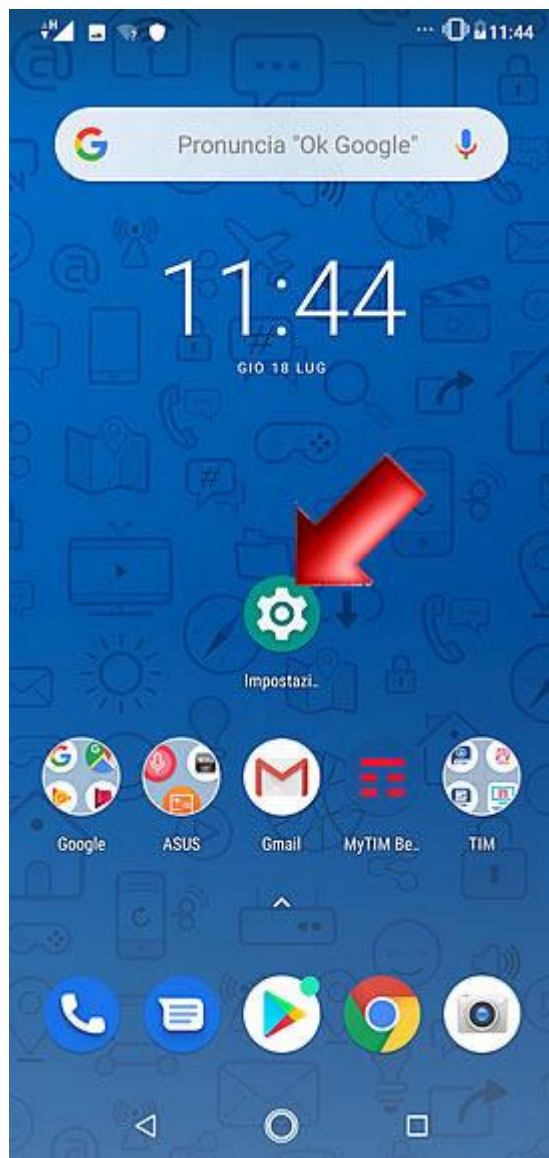 H
11:44
Pronuncia "Ok Google"
11:44
GIO 18 LUG
Impostazi..
Google
ASUS
Gmail
MyTIM Be..
TIM